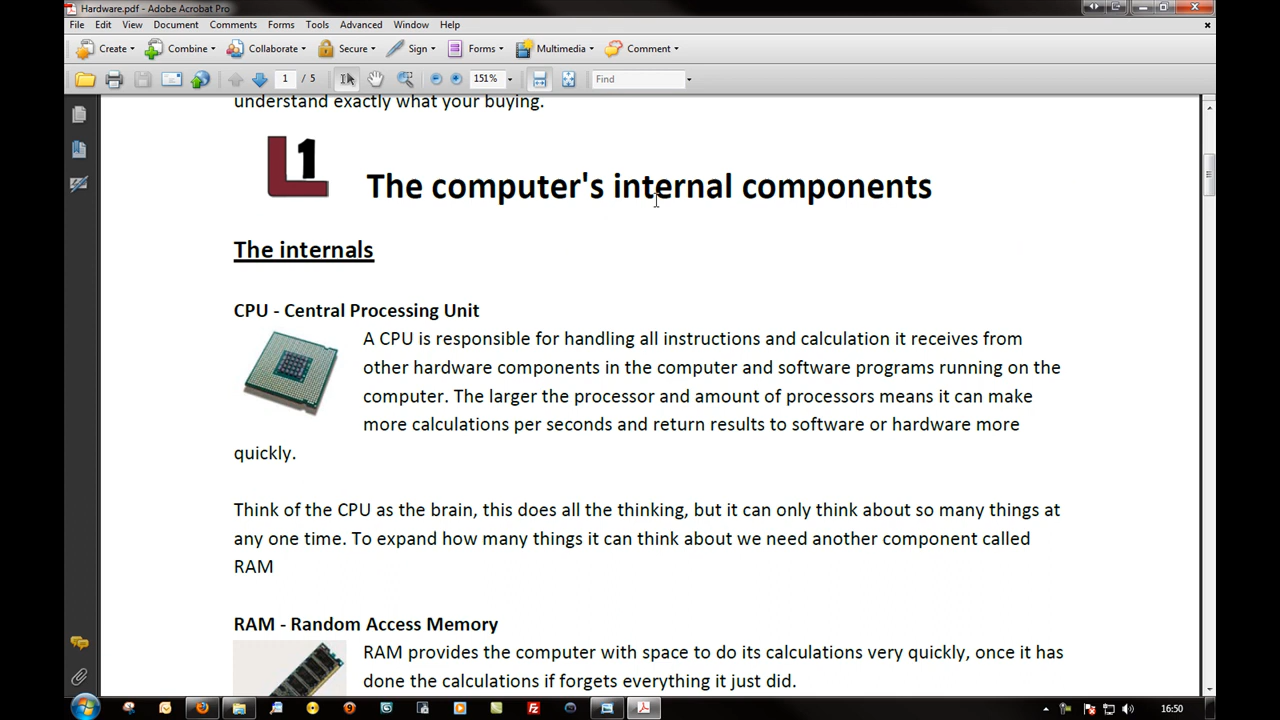 Hardware.pdf - Adobe Acrobat Pro
File Edit View Document Comments Forms Tools Advanced Window Help
Create Combine Collaborate Secure Sign Forms Multimedia Comment
1 / 5 151% Find
understand exactly what your buying.
L1
The computer's internal components
The internals
CPU - Central Processing Unit
A CPU is responsible for handling all instructions and calculation it receives from
other hardware components in the computer and software programs running on the
computer. The larger the processor and amount of processors means it can make
more calculations per seconds and return results to software or hardware more
quickly.
Think of the CPU as the brain, this does all the thinking, but it can only think about so many things at
any one time. To expand how many things it can think about we need another component called
RAM
RAM - Random Access Memory
RAM provides the computer with space to do its calculations very quickly, once it has
done the calculations if forgets everything it just did.
16:50